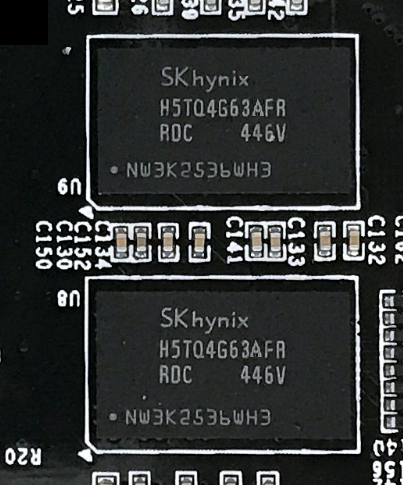 SKhynix
H5TQ4G63AFR
RDC 446V
NW3K2536WH3
U9
C150
C130
C152
C134
C141
C133
C132
SKhynix
H5TQ4G63AFR
RDC 446V
NW3K2536WH3
U8
R20